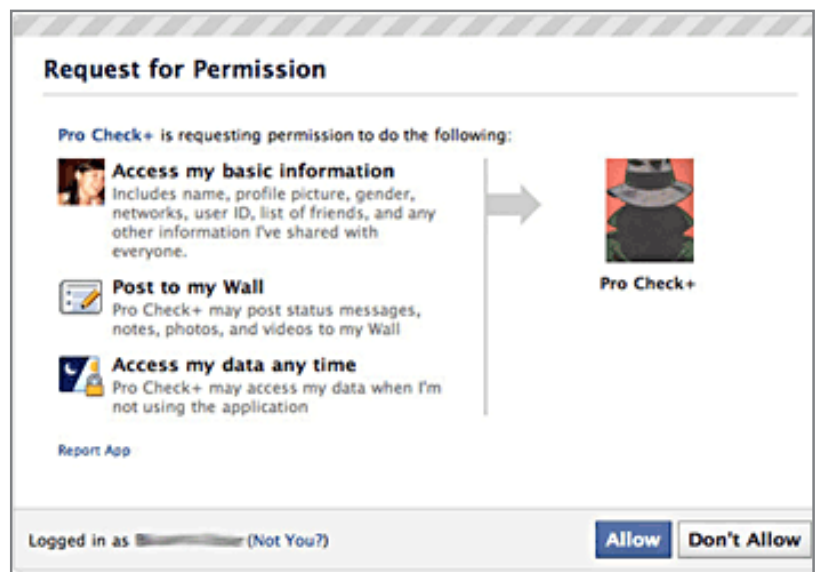 Request for Permission
Pro Check+ is requesting permission to do the following:
Access my basic information
Includes name, profile picture, gender,
networks, user ID, list of friends, and any
other information I've shared with
everyone.
Post to my Wall
Pro Check+ may post status messages,
notes, photos, and videos to my Wall
Access my data any time
Pro Check+ may access my data when I'm
not using the application
Report App
Pro Check+
Logged in as (Not You?)
Allow
Don't Allow